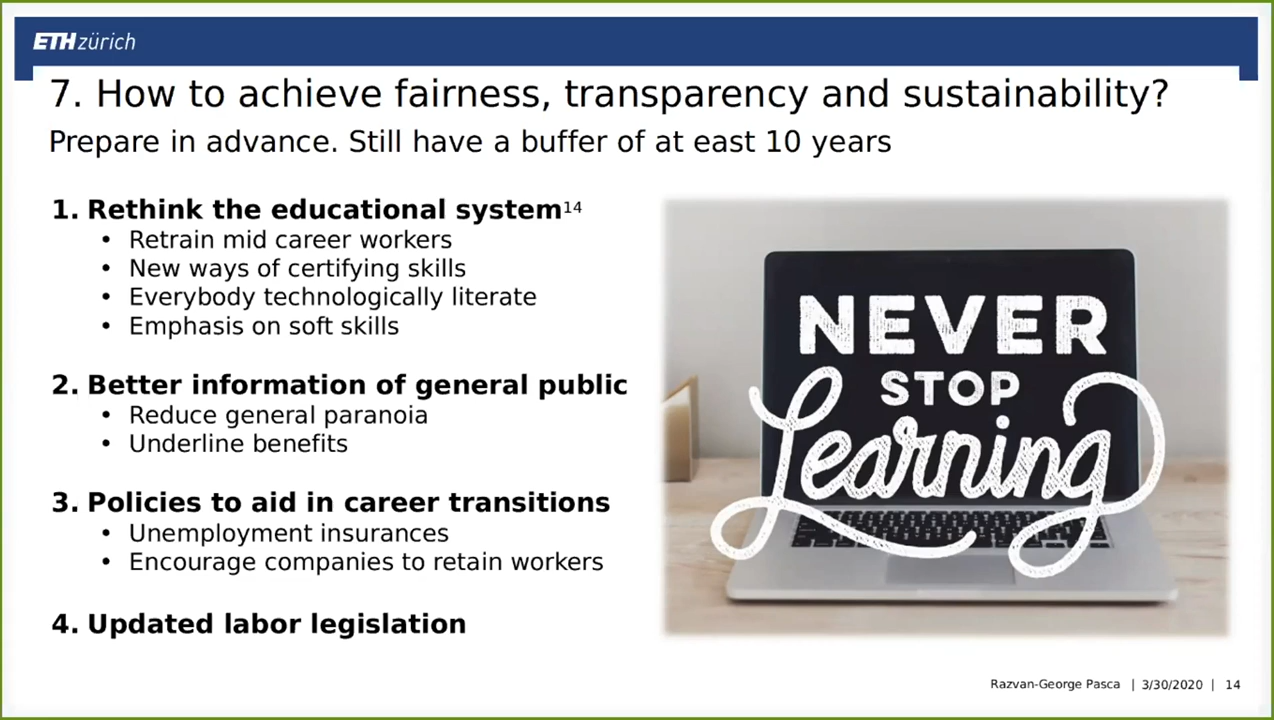 ETH zürich
7. How to achieve fairness, transparency and sustainability?
Prepare in advance. Still have a buffer of at east 10 years
1. Rethink the educational system14
• Retrain mid career workers
• New ways of certifying skills
• Everybody technologically literate
• Emphasis on soft skills
2. Better information of general public
• Reduce general paranoia
• Underline benefits
3. Policies to aid in career transitions
• Unemployment insurances
• Encourage companies to retain workers
4. Updated labor legislation
NEVER
STOP
Learning
Razvan-George Pasca | 3/30/2020 | 14